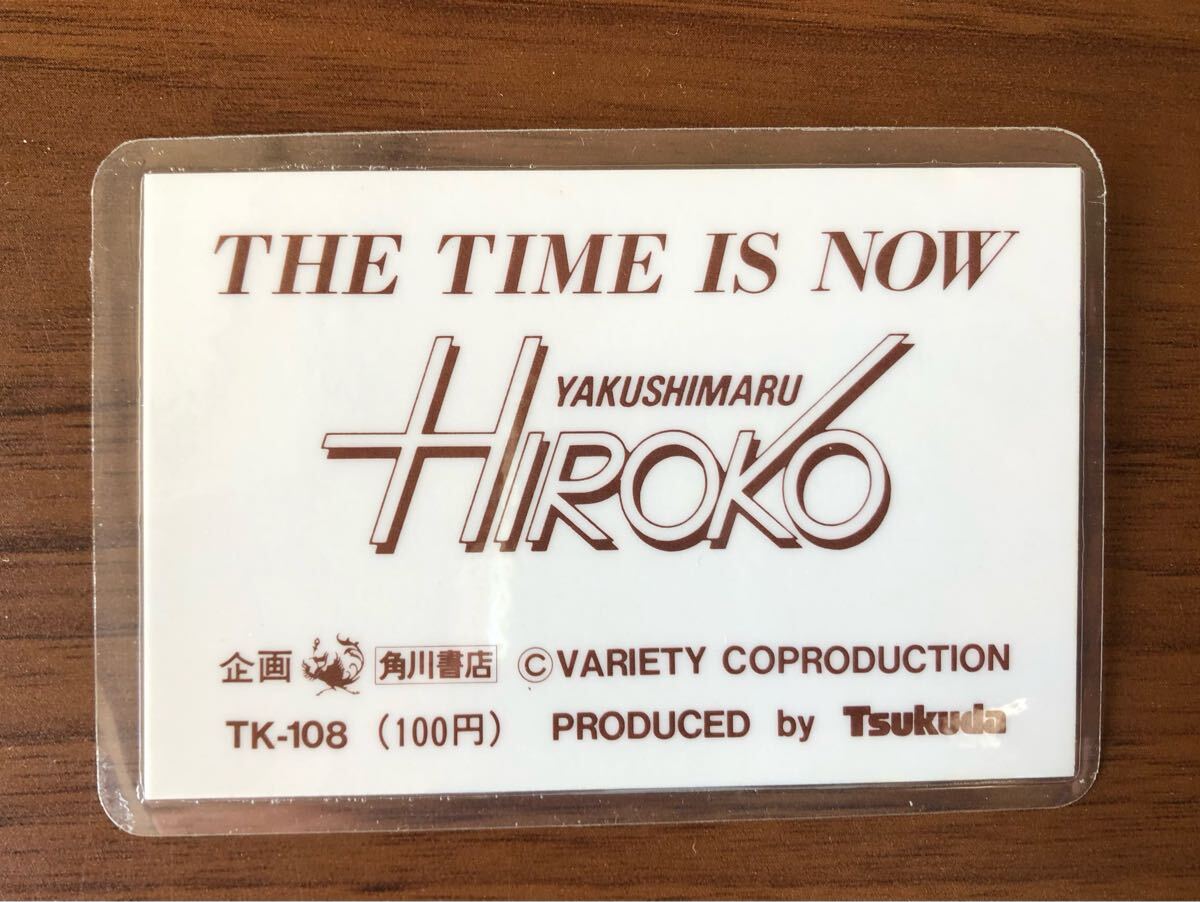 THE TIME IS NOW
YAKUSHIMARU
HIROKO
企画 角川書店 ©VARIETY COPRODUCTION
TK-108 (100円) PRODUCED by Tsukuda